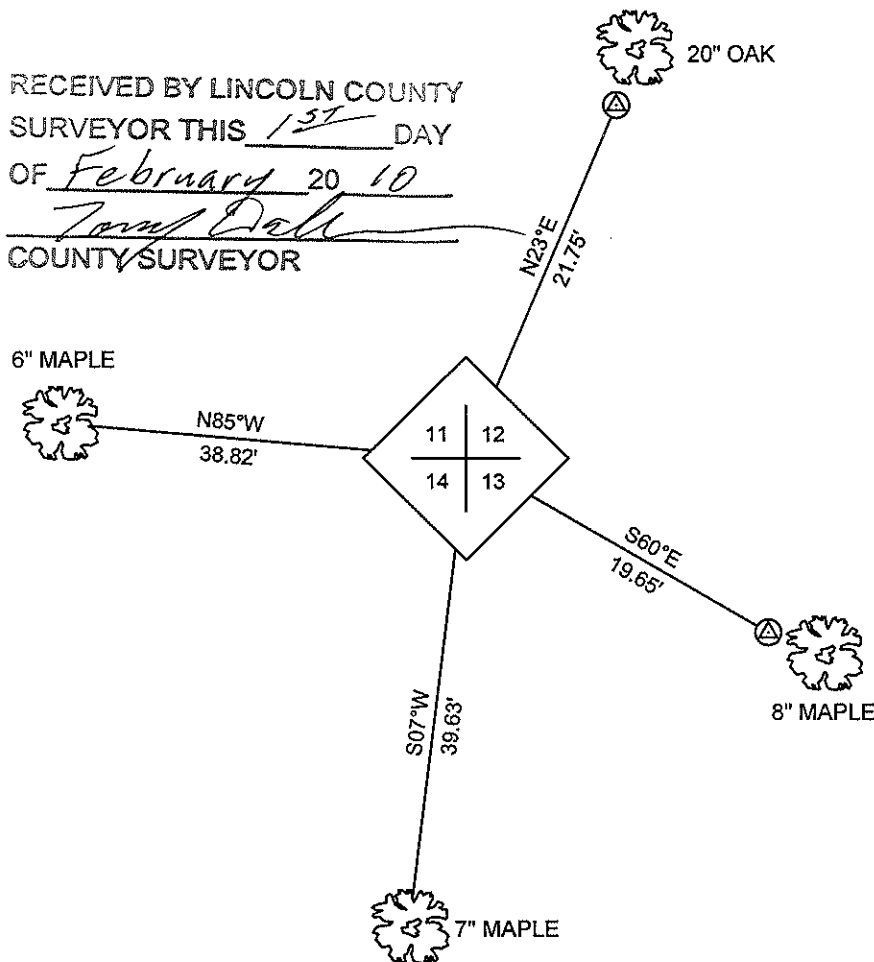 20" OAK
RECEIVED BY LINCOLN COUNTY
SURVEYOR THIS 1ST DAY
OF February 20 10
COUNTY SURVEYOR
N23°E
21.75'
6" MAPLE
N85°W
38.82'
11 12
14 13
S60°E
19.65'
8" MAPLE
S07°W
39.63'
7" MAPLE